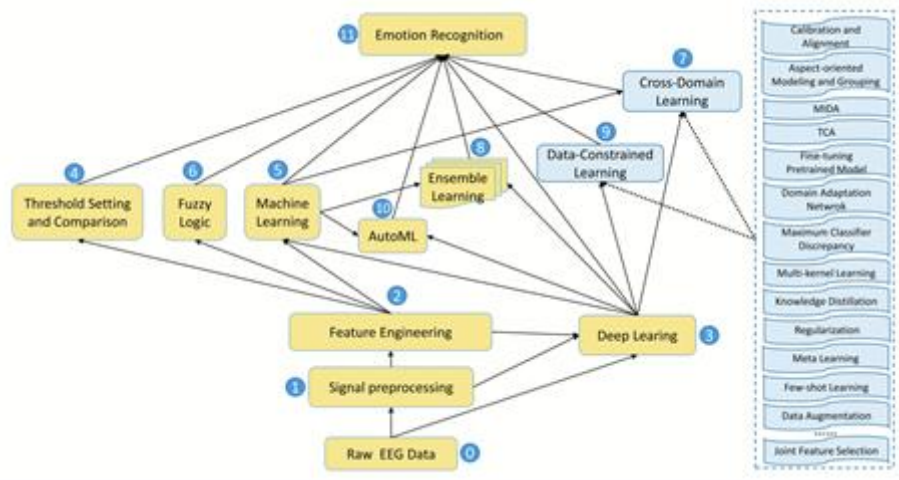 11
Emotion Recognition
7
Cross-Domain
Learning
9
Data-Constrained
Learning
8
Ensemble
Learning
4
Threshold Setting
and Comparison
6
Fuzzy
Logic
5
Machine
Learning
10
AutoML
2
Feature Engineering
Deep Learing
3
1
Signal preprocessing
Raw EEG Data
0
Calibration and
Alignment
Aspect-oriented
Modeling and Grouping
MIDA
TCA
Fine-tuning
Pretrained Model
Domain Adaptation
Netwrok
Maximum Classifier
Discrepancy
Multi-kernel Learning
Knowledge Distillation
Regularization
Meta Learning
Few-shot Learning
Data Augmentation
......
Joint Feature Selection